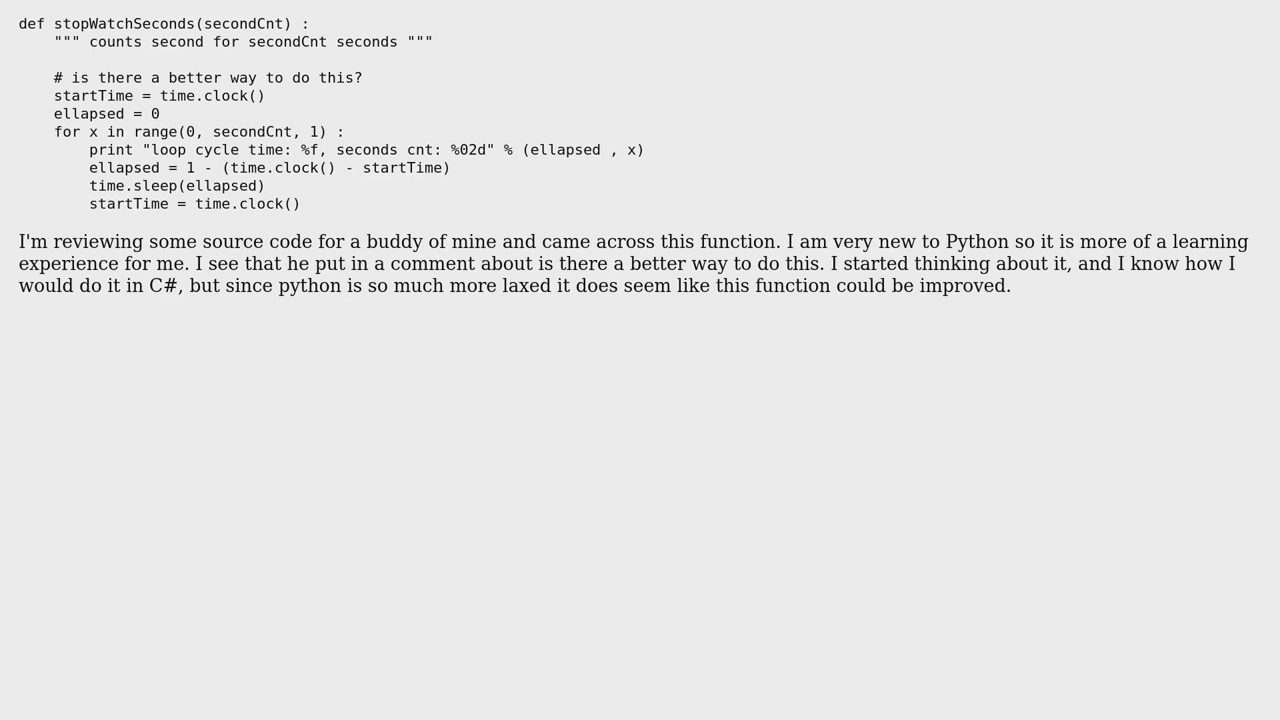 def stopWatchSeconds(secondCnt) :
    """ counts second for secondCnt seconds """

    # is there a better way to do this?
    startTime = time.clock()
    ellapsed = 0
    for x in range(0, secondCnt, 1) :
        print "loop cycle time: %f, seconds cnt: %02d" % (ellapsed , x)
        ellapsed = 1 - (time.clock() - startTime)
        time.sleep(ellapsed)
        startTime = time.clock()

I'm reviewing some source code for a buddy of mine and came across this function. I am very new to Python so it is more of a learning
experience for me. I see that he put in a comment about is there a better way to do this. I started thinking about it, and I know how I
would do it in C#, but since python is so much more laxed it does seem like this function could be improved.